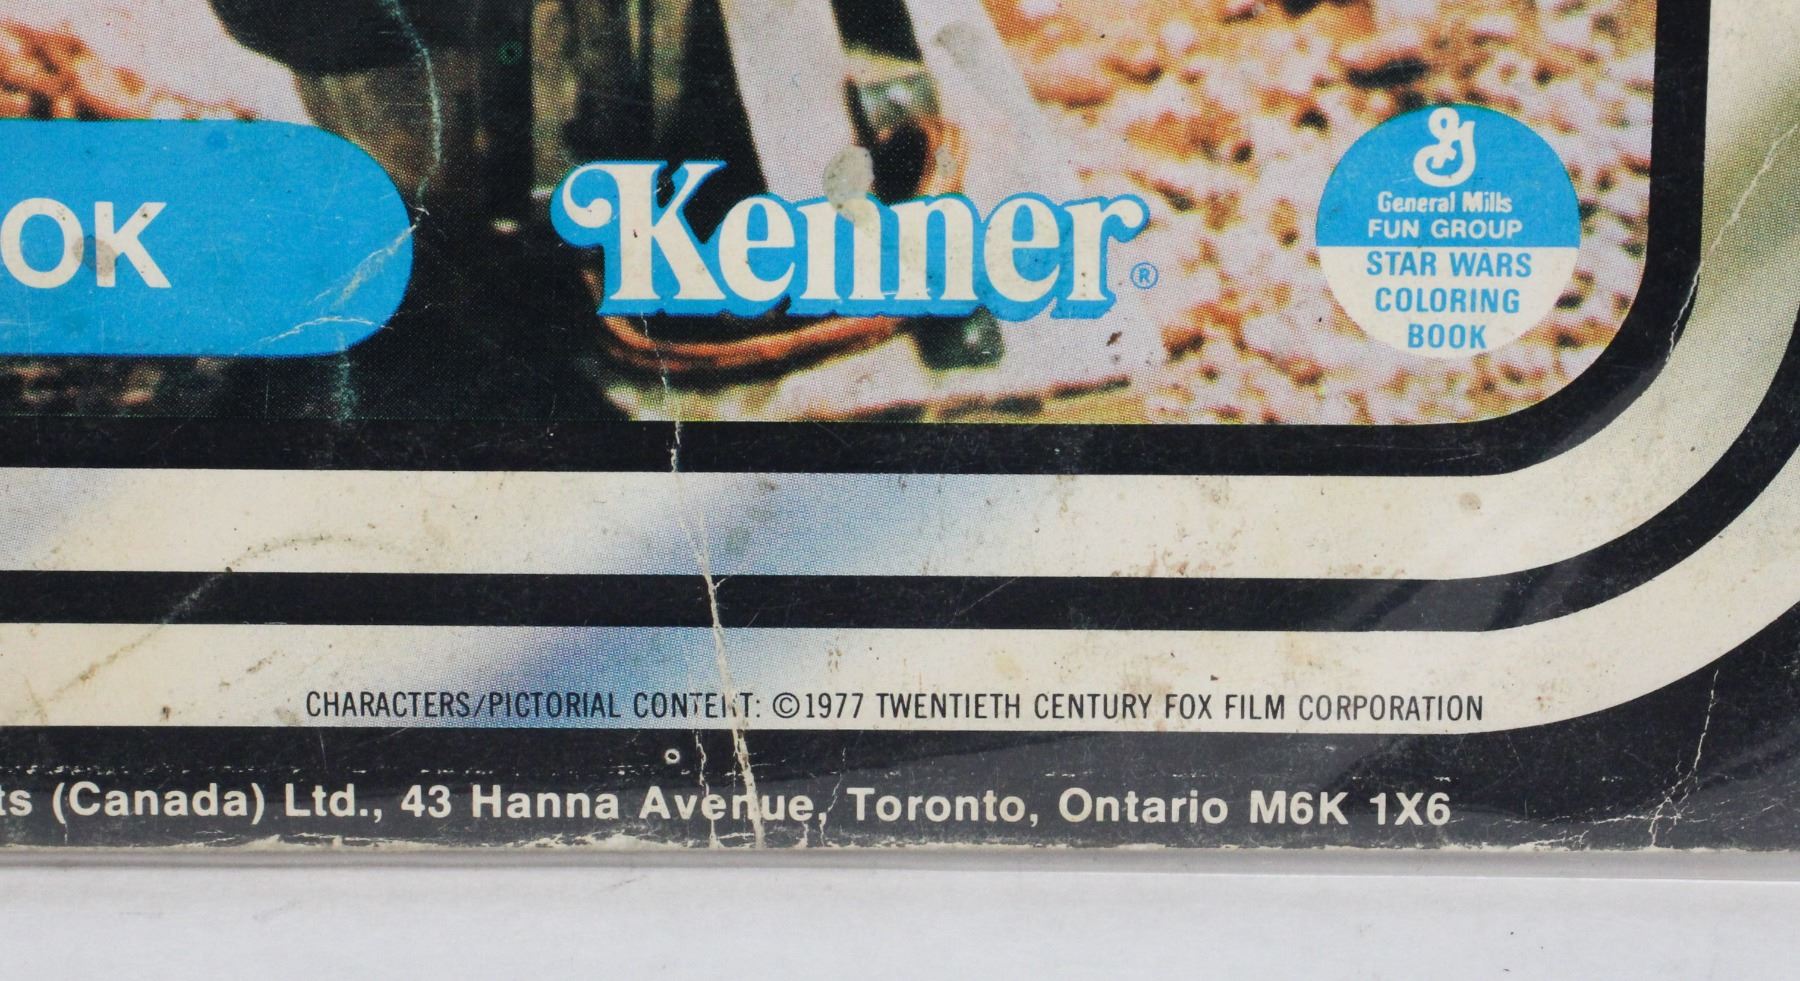 OK
Kenner®
General Mills
FUN GROUP
STAR WARS
COLORING
BOOK
CHARACTERS/PICTORIAL CONTENT: ©1977 TWENTIETH CENTURY FOX FILM CORPORATION
ts (Canada) Ltd., 43 Hanna Avenue, Toronto, Ontario M6K 1X6